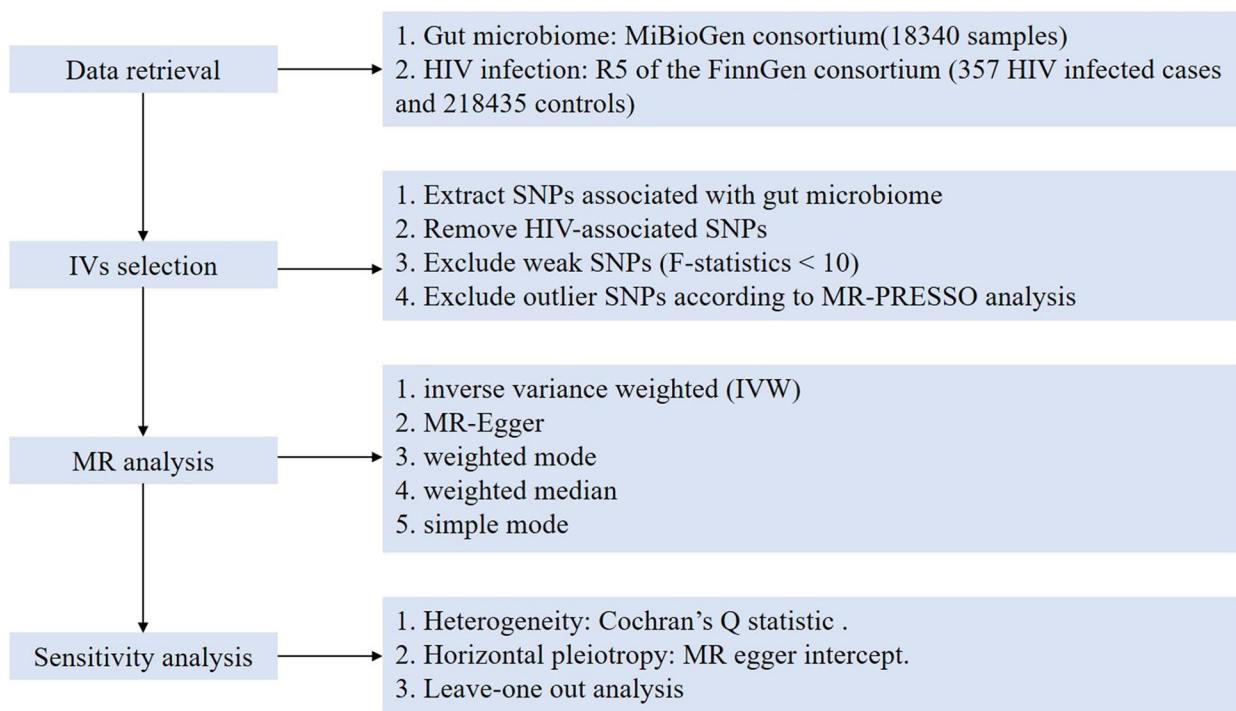 Data retrieval
1. Gut microbiome: MiBioGen consortium(18340 samples)
2. HIV infection: R5 of the FinnGen consortium (357 HIV infected cases
and 218435 controls)
IVs selection
1. Extract SNPs associated with gut microbiome
2. Remove HIV-associated SNPs
3. Exclude weak SNPs (F-statistics < 10)
4. Exclude outlier SNPs according to MR-PRESSO analysis
MR analysis
1. inverse variance weighted (IVW)
2. MR-Egger
3. weighted mode
4. weighted median
5. simple mode
Sensitivity analysis
1. Heterogeneity: Cochran’s Q statistic .
2. Horizontal pleiotropy: MR egger intercept.
3. Leave-one out analysis